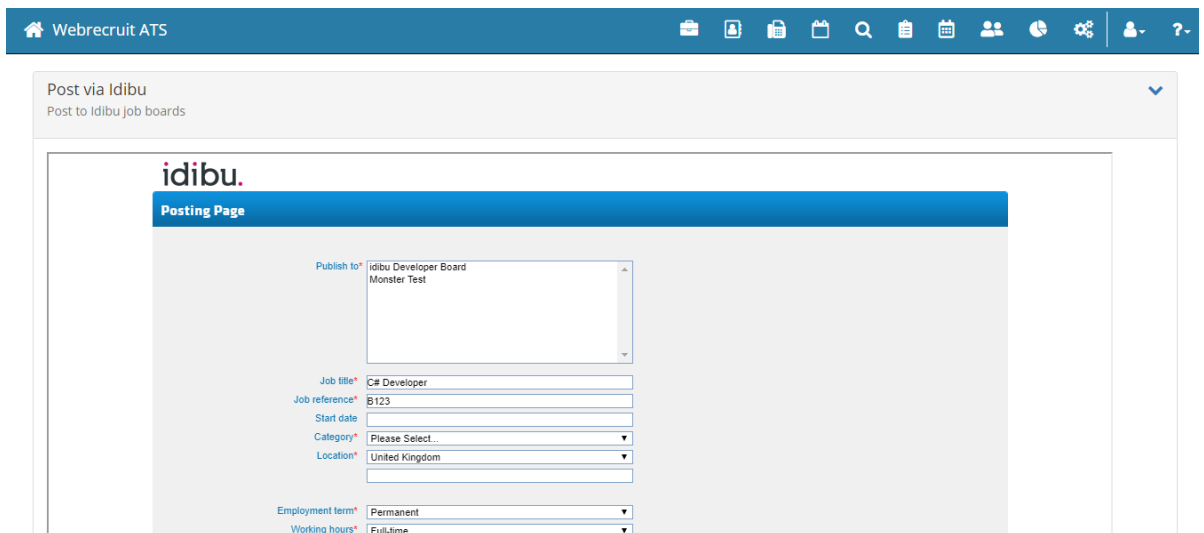 Webrecruit ATS
?
Post via Idibu
Post to Idibu job boards
idibu.
Posting Page
Publish to*
idibu Developer Board
Monster Test
Job title* C# Developer
Job reference* B123
Start date
Category* Please Select...
Location* United Kingdom
Employment term* Permanent
Working hours* Full-time